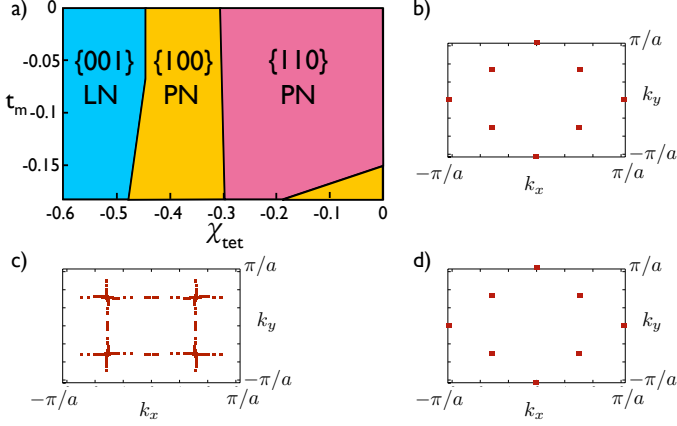 a)
0
-0.05
-0.1
-0.15
t_m
{001}
LN
{100}
PN
{110}
PN
-0.6 -0.5 -0.4 -0.3 -0.2 -0.1 0
χ_tet
b)
π/a
k_y
-π/a
-π/a k_x π/a
c)
π/a
k_y
-π/a
-π/a k_x π/a
d)
π/a
k_y
-π/a
-π/a k_x π/a